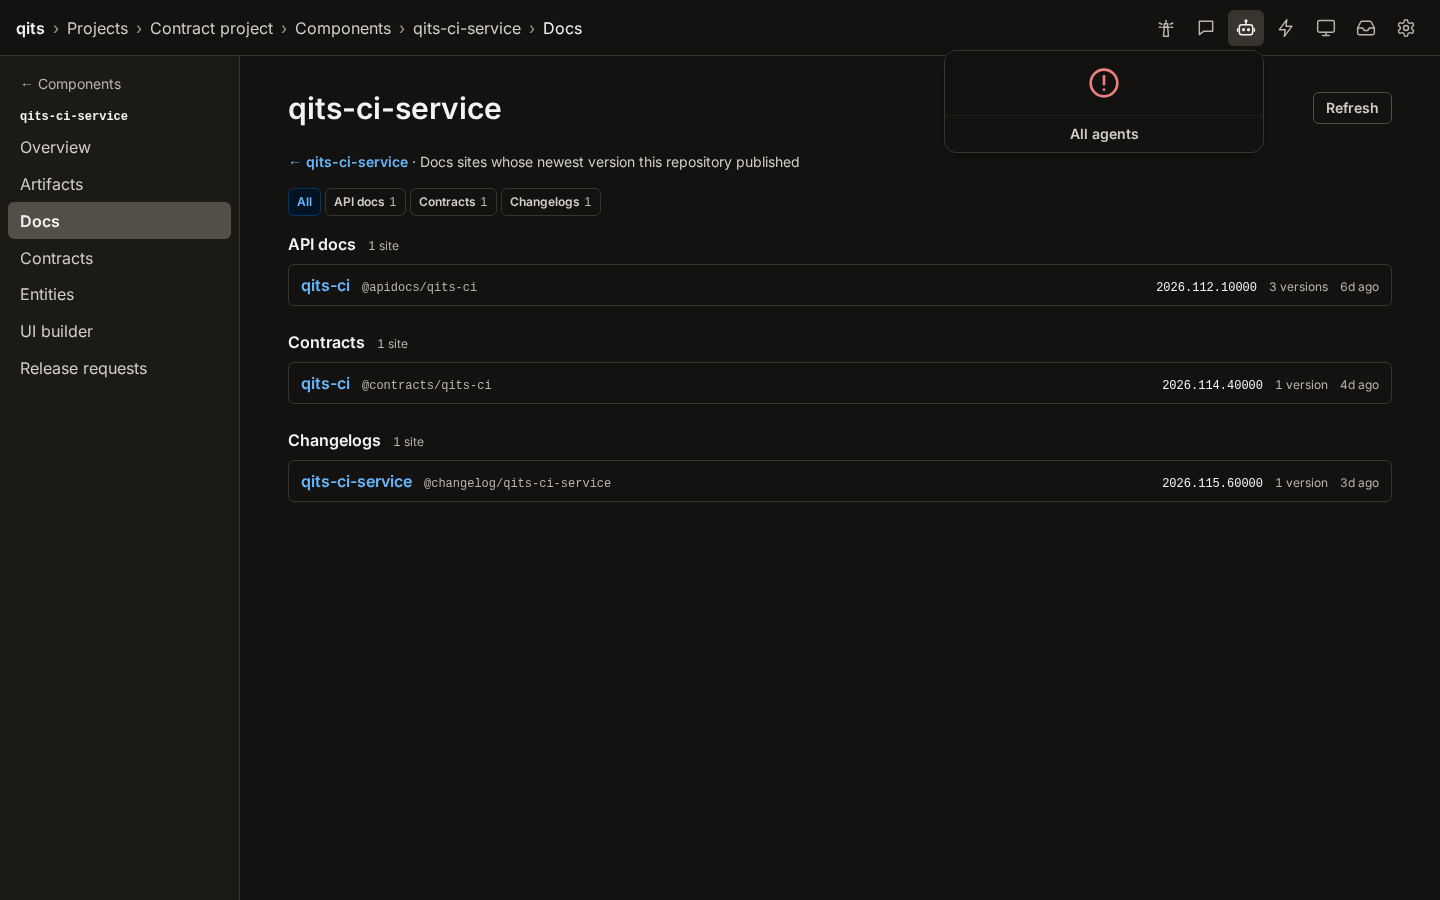 qits › Projects › Contract project › Components › qits-ci-service › Docs
← Components
qits-ci-service
Overview
Artifacts
Docs
Contracts
Entities
UI builder
Release requests
qits-ci-service
All agents
Refresh
← qits-ci-service · Docs sites whose newest version this repository published
All
API docs 1
Contracts 1
Changelogs 1
API docs 1 site
qits-ci @apidocs/qits-ci 2026.112.10000 3 versions 6d ago
Contracts 1 site
qits-ci @contracts/qits-ci 2026.114.40000 1 version 4d ago
Changelogs 1 site
qits-ci-service @changelog/qits-ci-service 2026.115.60000 1 version 3d ago